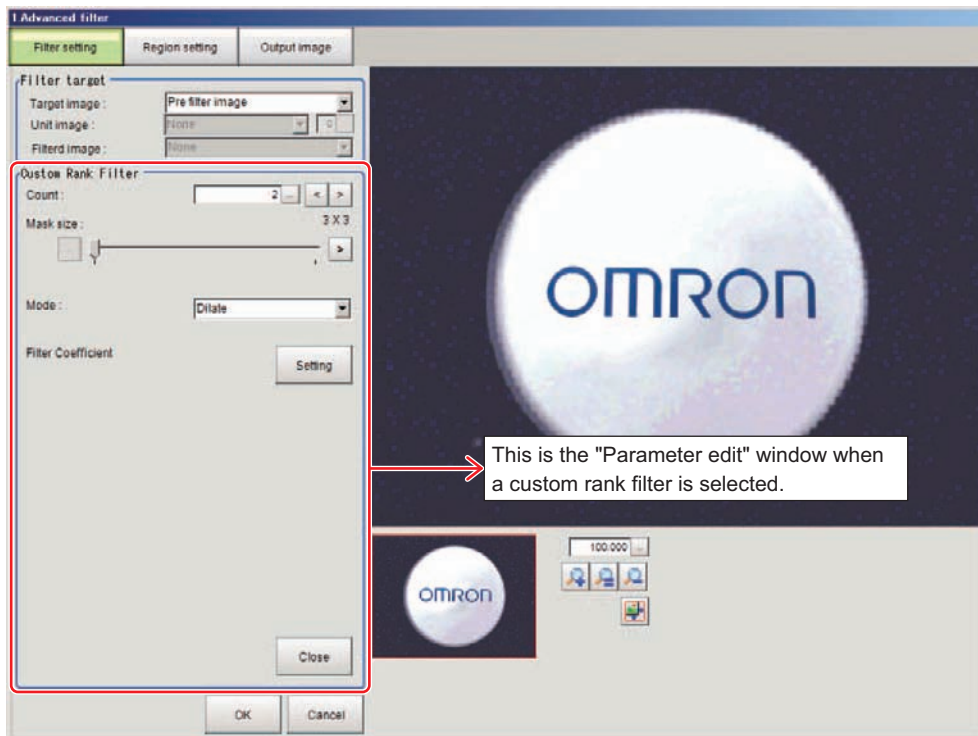 1.Advanced filter
Filter setting
Region setting
Output image
Filter target
Target image :
Pre filter image
Unit image :
None
0
Filterd image :
None
Custom Rank Filter
Count :
2
...
<
>
Mask size :
3 X 3
>
Mode :
Dilate
Filter Coefficient
Setting
Close
OK
Cancel
OMRON
This is the "Parameter edit" window when
a custom rank filter is selected.
OMRON
100.000
...